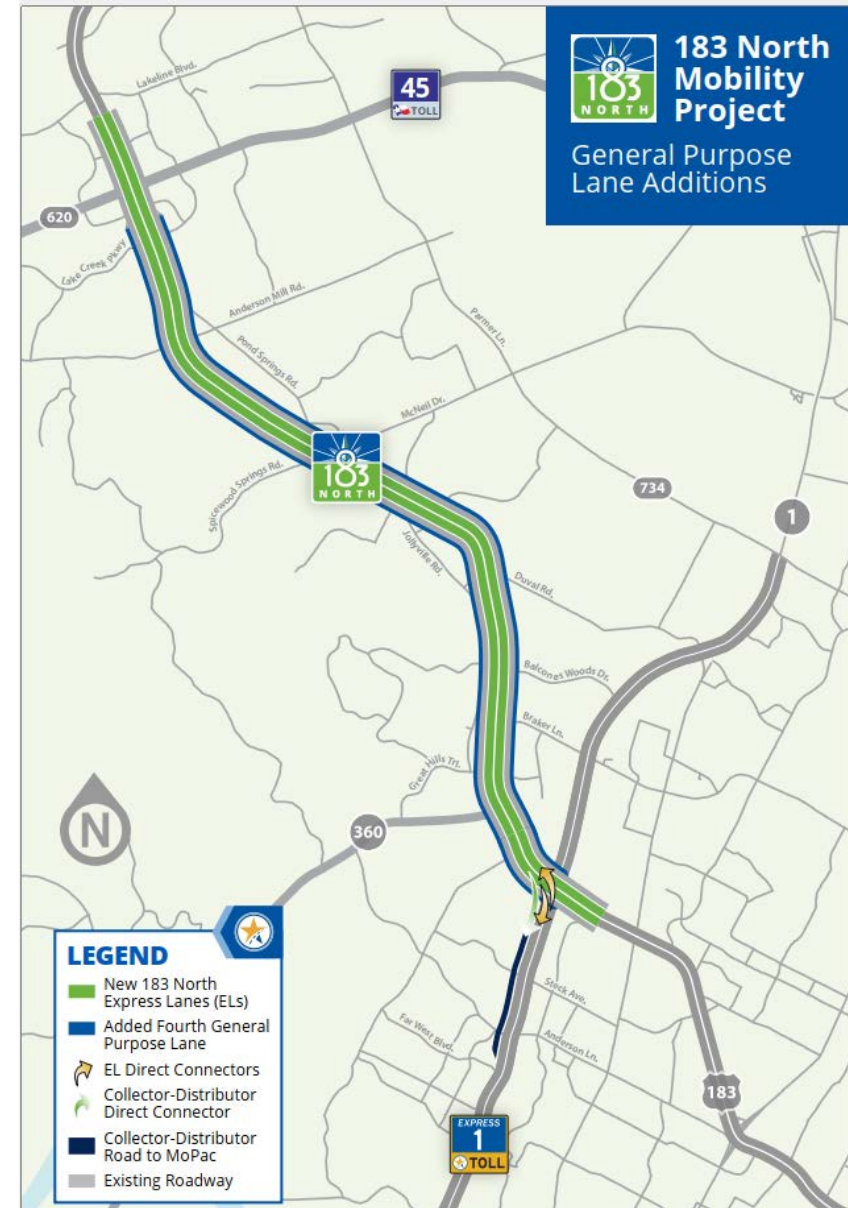 183
NORTH
183 North
Mobility
Project
General Purpose
Lane Additions
Lakeline Blvd.
45
TOLL
620
Lake Creek Pkwy
Anderson Mill Rd.
Pond Springs Rd.
Parmer Ln.
McNeil Dr.
183
NORTH
Spicewood Springs Rd.
734
1
Jollyville Rd.
Duval Rd.
Balcones Woods Dr.
Braker Ln.
Great Hills Trl.
N
360
Steck Ave.
Far West Blvd.
Anderson Ln.
183
EXPRESS
1
TOLL
LEGEND
New 183 North
Express Lanes (ELs)
Added Fourth General
Purpose Lane
EL Direct Connectors
Collector-Distributor
Direct Connector
Collector-Distributor
Road to MoPac
Existing Roadway